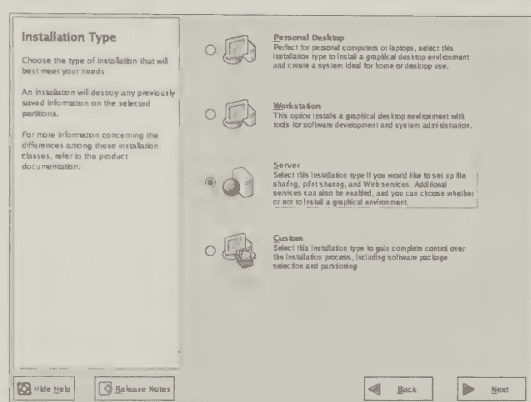 Installation Type
Choose the type of installation that will
best meet your needs
An installation will destroy any previously
saved information on the selected
partitions.
For more information concerning the
differences among these installation
classes, refer to the product
documentation.
Personal Desktop
Perfect for personal computers or laptops, select this
installation type to install a graphical desktop environment
and create a system ideal for home or desktop use.
Workstation
This option installs a graphical desktop environment with
tools for software development and system administration.
Server
Select this installation type if you would like to set up file
sharing, print sharing, and Web services. Additional
services can also be enabled, and you can choose whether
or not to install a graphical environment.
Custom
Select this installation type to gain complete control over
the installation process, including software package
selection and partitioning
Hide Help
Release Notes
Back
Next